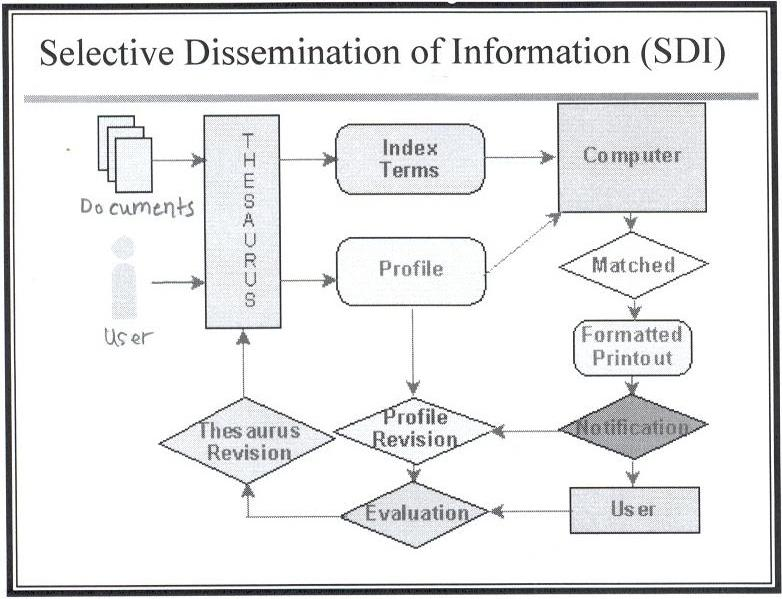 Selective Dissemination of Information (SDI)
Documents
User
THESAURUS
Index
Terms
Profile
Computer
Matched
Formatted
Printout
Notification
User
Profile
Revision
Thesaurus
Revision
Evaluation